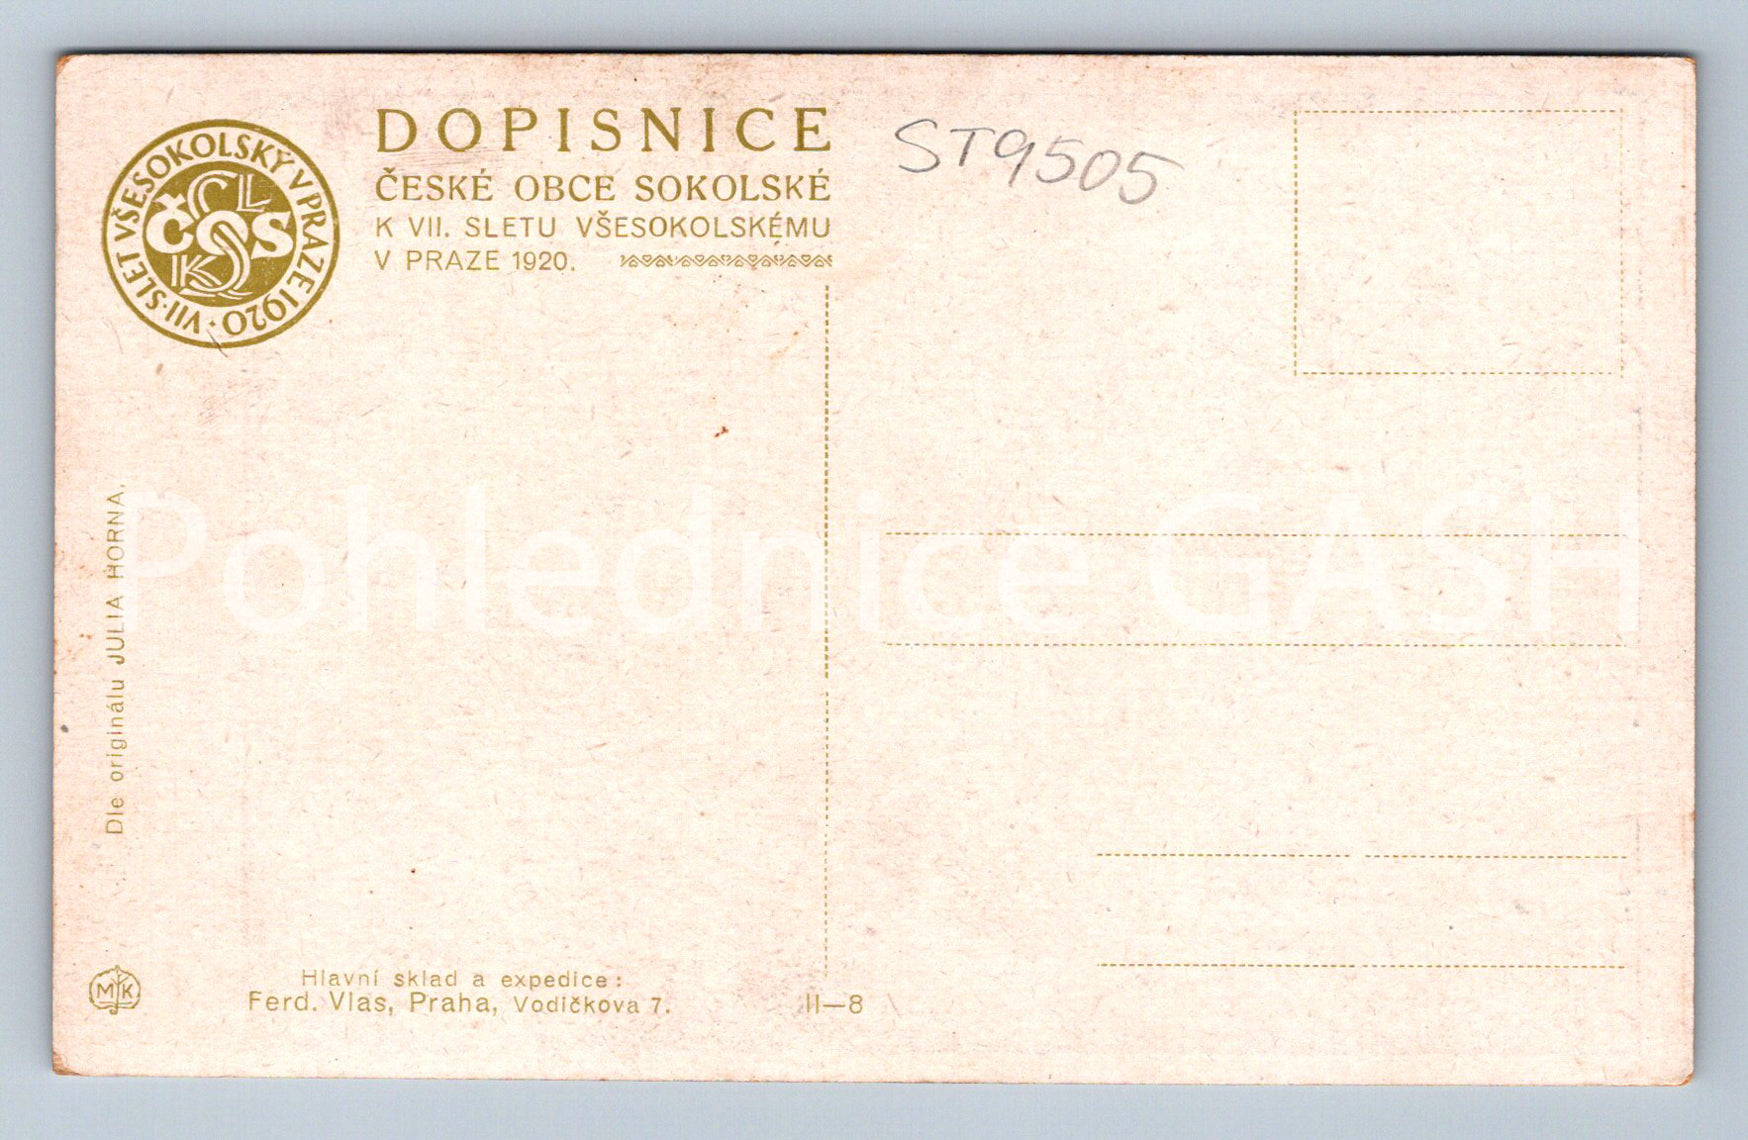 DOPISNICE
ČESKÉ OBCE SOKOLSKÉ
K VII. SLETU VŠESOKOLSKÉMU
V PRAZE 1920.
VII. SLET VŠESOKOLSKÝ V PRAZE 1920
ČOS
ST9505
Dle originálu JULIA HORNA.
Pohlednice GASH
MK
Hlavní sklad a expedice:
Ferd. Vlas, Praha, Vodičkova 7.
II—8